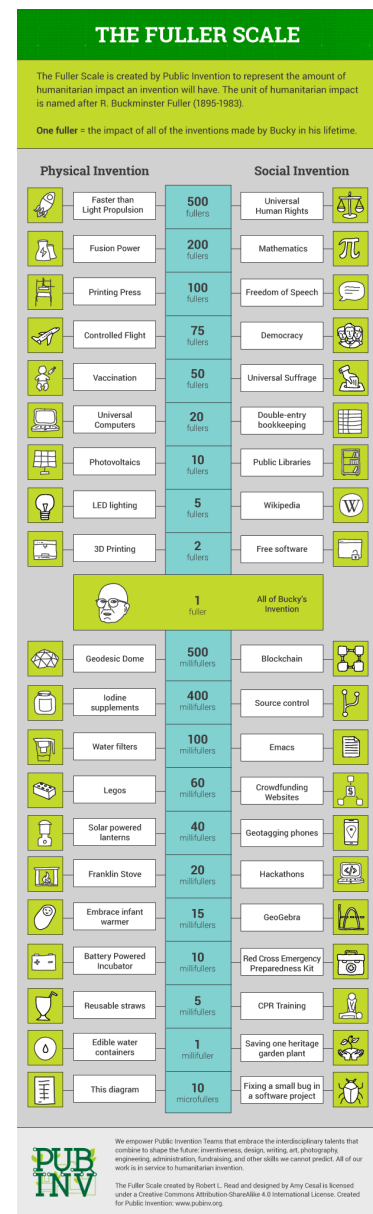 THE FULLER SCALE
The Fuller Scale is created by Public Invention to represent the amount of
humanitarian impact an invention will have. The unit of humanitarian impact
is named after R. Buckminster Fuller (1895-1983).
One fuller = the impact of all of the inventions made by Bucky in his lifetime.
Physical Invention
Social Invention
Faster than
Light Propulsion
500
fullers
Universal
Human Rights
Fusion Power
200
fullers
Mathematics
π
Printing Press
100
fullers
Freedom of Speech
Controlled Flight
75
fullers
Democracy
Vaccination
50
fullers
Universal Suffrage
Universal
Computers
20
fullers
Double-entry
bookkeeping
Photovoltaics
10
fullers
Public Libraries
LED lighting
5
fullers
Wikipedia
W
3D Printing
2
fullers
Free software
1
fuller
All of Bucky's
Invention
Geodesic Dome
500
millifullers
Blockchain
Iodine
supplements
400
millifullers
Source control
Water filters
100
millifullers
Emacs
Legos
60
millifullers
Crowdfunding
Websites
$
Solar powered
lanterns
40
millifullers
Geotagging phones
Franklin Stove
20
millifullers
Hackathons
</>
Embrace infant
warmer
15
millifullers
GeoGebra
Battery Powered
Incubator
10
millifullers
Red Cross Emergency
Preparedness Kit
Reusable straws
5
millifullers
CPR Training
Edible water
containers
1
millifuller
Saving one heritage
garden plant
This diagram
10
microfullers
Fixing a small bug in
a software project
PUB
INV
We empower Public Invention Teams that embrace the interdisciplinary talents that
combine to shape the future: inventiveness, design, writing, art, photography,
engineering, administration, fundraising, and other skills we cannot predict. All of our
work is in service to humanitarian invention.
The Fuller Scale created by Robert L. Read and designed by Amy Cesal is licensed
under a Creative Commons Attribution-ShareAlike 4.0 International License. Created
for Public Invention: www.pubinv.org.